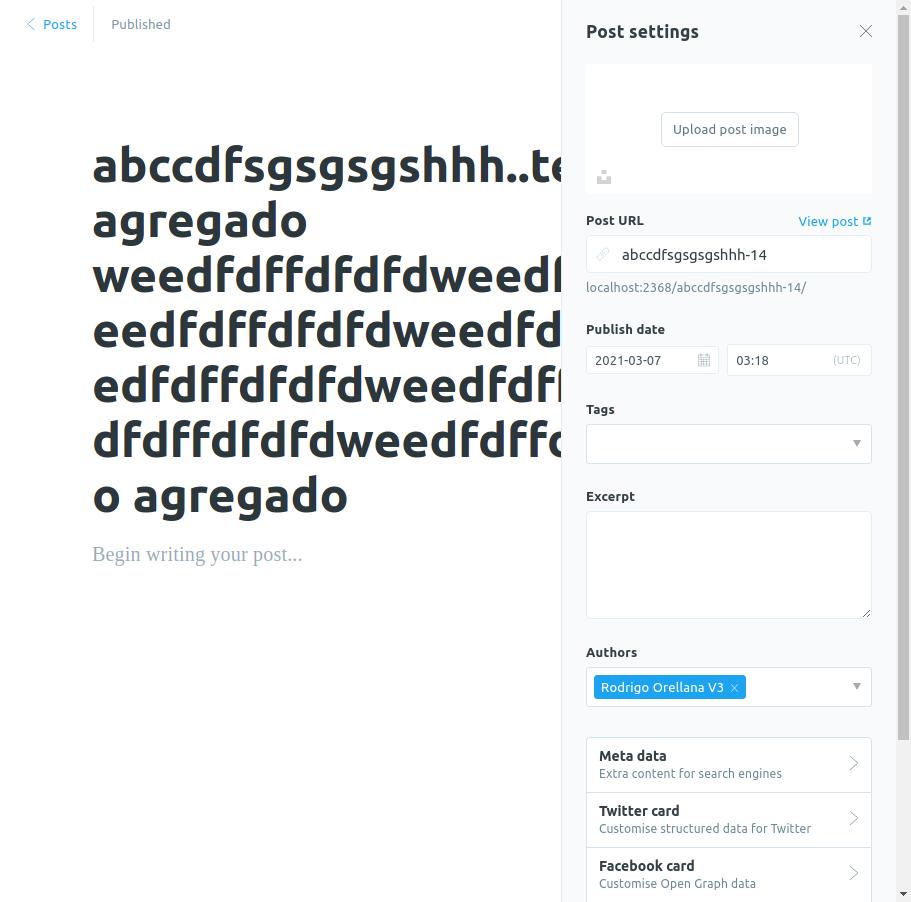 Posts
Published
abccdfsgsgsgshhh..te
agregado
weedfdffdfdfdweedf
eedfdffdfdfdweedfd
edfdffdfdfdweedfdff
dfdffdfdfdweedfdffd
o agregado
Begin writing your post...
Post settings
Upload post image
Post URL
View post
abccdfsgsgsgshhh-14
localhost:2368/abccdfsgsgsgshhh-14/
Publish date
2021-03-07
03:18
(UTC)
Tags
Excerpt
Authors
Rodrigo Orellana V3
Meta data
Extra content for search engines
Twitter card
Customise structured data for Twitter
Facebook card
Customise Open Graph data